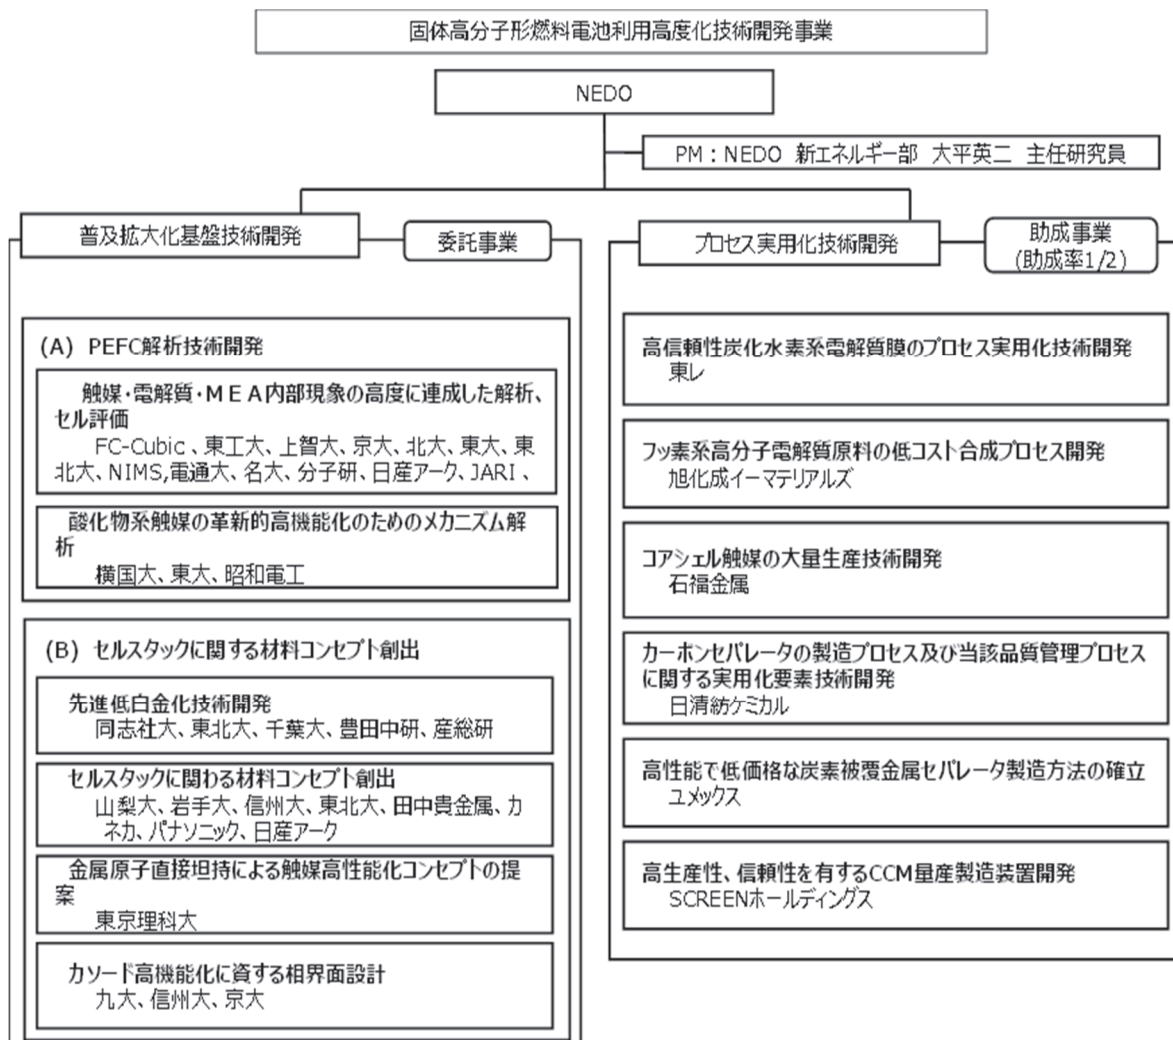 固体高分子形燃料電池利用高度化技術開発事業
NEDO
PM：NEDO 新エネルギー部 大平英二 主任研究員
普及拡大化基盤技術開発
委託事業
(A) PEFC解析技術開発
触媒・電解質・ＭＥＡ内部現象の高度に連成した解析、
セル評価
FC-Cubic 、東工大、上智大、京大、北大、東大、東
北大、NIMS,電通大、名大、分子研、日産アーク、JARI 、
酸化物系触媒の革新的高機能化のためのメカニズム解
析
横国大、東大、昭和電工
(B) セルスタックに関する材料コンセプト創出
先進低白金化技術開発
同志社大、東北大、千葉大、豊田中研、産総研
セルスタックに関わる材料コンセプト創出
山梨大、岩手大、信州大、東北大、田中貴金属、カ
ネカ、パナソニック、日産アーク
金属原子直接坦持による触媒高性能化コンセプトの提
案
東京理科大
カソード高機能化に資する相界面設計
九大、信州大、京大
プロセス実用化技術開発
助成事業
(助成率1/2)
高信頼性炭化水素系電解質膜のプロセス実用化技術開発
東レ
フッ素系高分子電解質原料の低コスト合成プロセス開発
旭化成イーマテリアルズ
コアシェル触媒の大量生産技術開発
石福金属
カーボンセパレータの製造プロセス及び当該品質管理プロセス
に関する実用化要素技術開発
日清紡ケミカル
高性能で低価格な炭素被覆金属セパレータ製造方法の確立
ユメックス
高生産性、信頼性を有するCCM量産製造装置開発
SCREENホールディングス